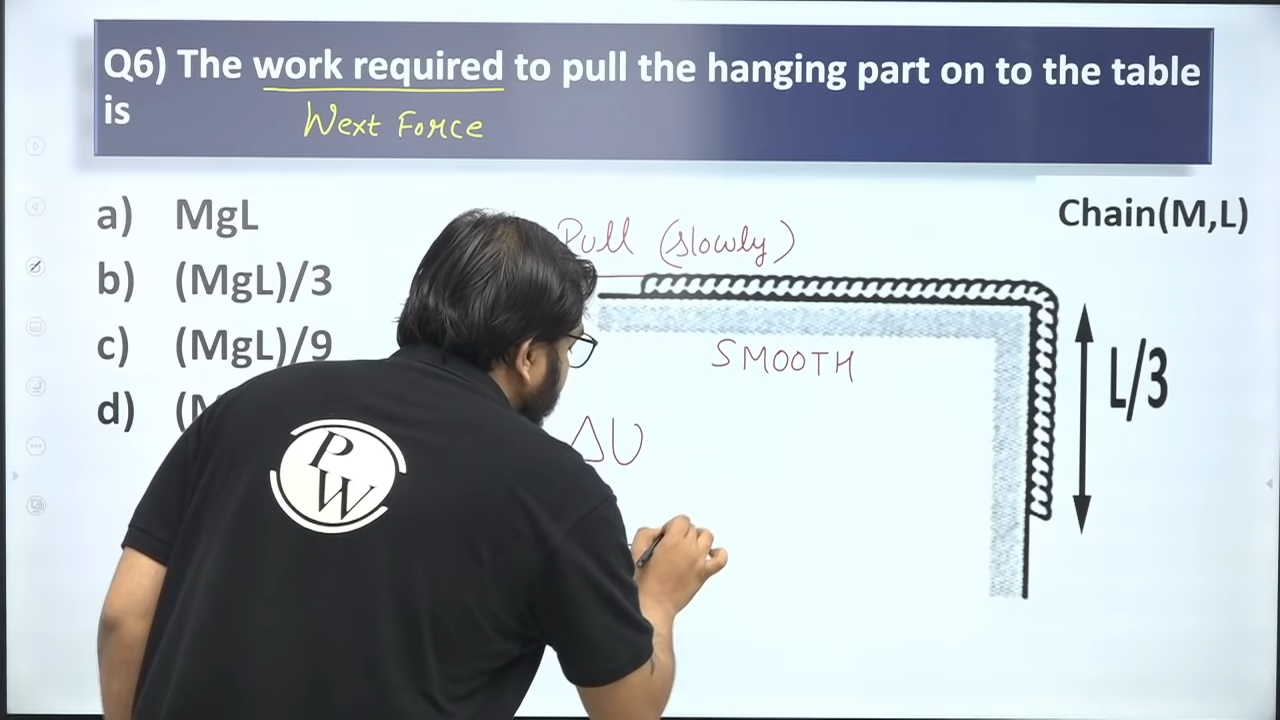 Q6) The work required to pull the hanging part on to the table
is
Wext Force
a) MgL
b) (MgL)/3
c) (MgL)/9
d)
Chain(M,L)
Pull (slowly)
SMOOTH
L/3
ΔU
P
W